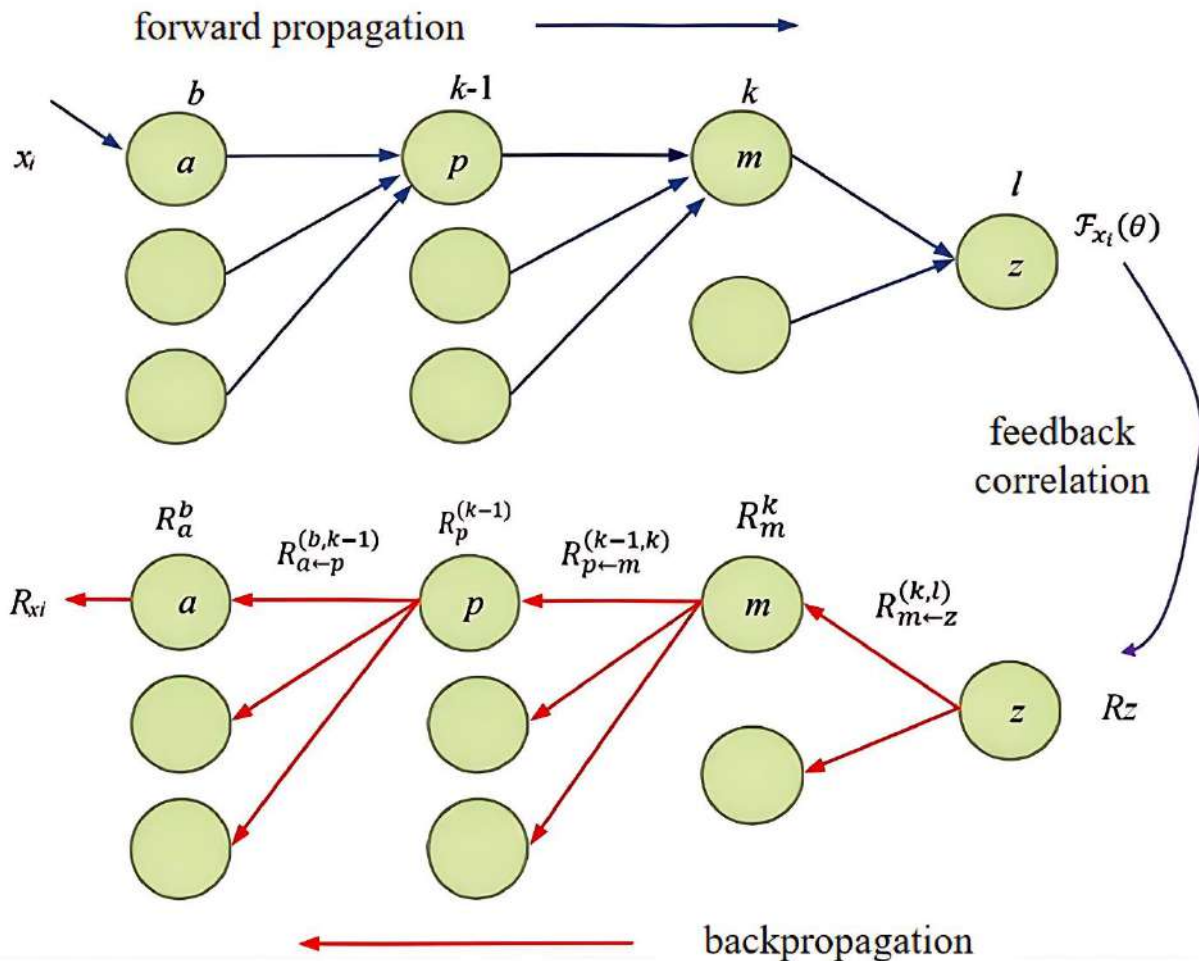 forward propagation
b
k-1
k
x_i
a
p
m
l
z
ℱ_{x_i}(θ)
feedback
correlation
R_a^b
R_{a←p}^{(b,k−1)}
R_p^{(k−1)}
R_{p←m}^{(k−1,k)}
R_m^k
R_{m←z}^{(k,l)}
R_{xi}
a
p
m
z
Rz
backpropagation